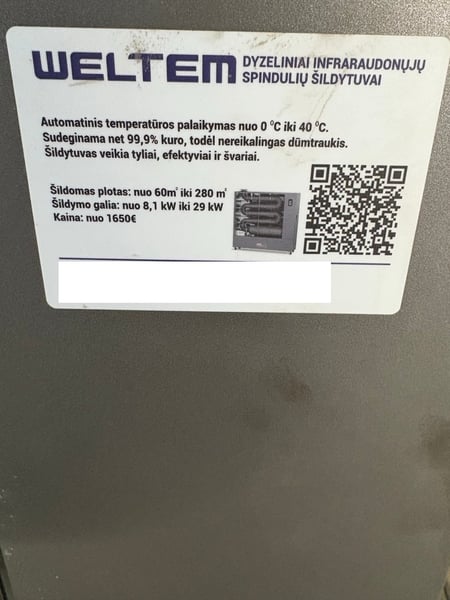 WELTEM
DYZELINIAI INFRARAUDONŲJŲ
SPINDULIŲ ŠILDYTUVAI
Automatinis temperatūros palaikymas nuo 0 °C iki 40 °C.
Sudeginama net 99,9% kuro, todėl nereikalingas dūmtraukis.
Šildytuvas veikia tyliai, efektyviai ir švariai.
Šildomas plotas: nuo 60m² iki 280 m²
Šildymo galia: nuo 8,1 kW iki 29 kW
Kaina: nuo 1650€